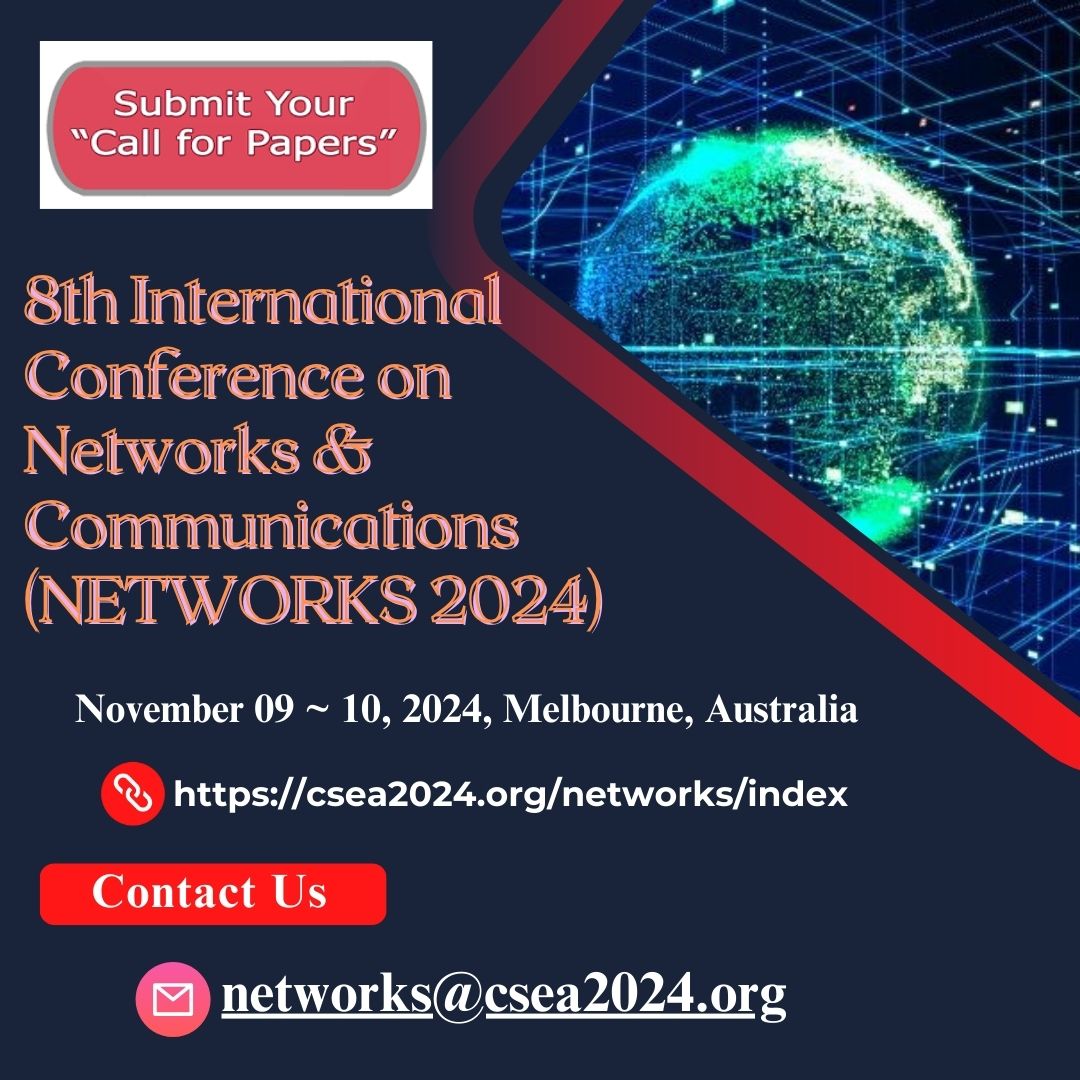 Submit Your
“Call for Papers”
8th International
Conference on
Networks &
Communications
(NETWORKS 2024)
November 09 ~ 10, 2024, Melbourne, Australia
https://csea2024.org/networks/index
Contact Us
networks@csea2024.org